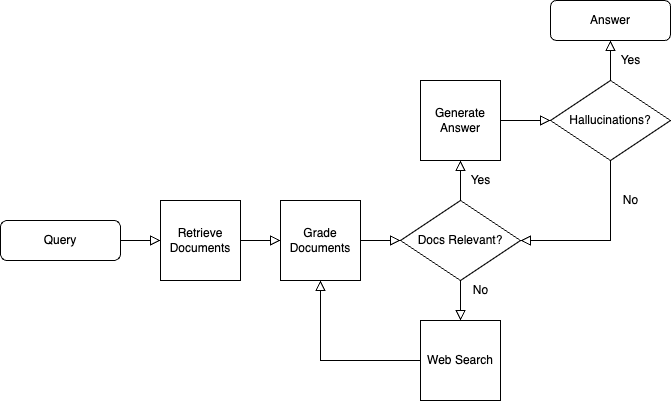 Answer
Yes
Generate
Answer
Hallucinations?
Yes
No
Query
Retrieve
Documents
Grade
Documents
Docs Relevant?
No
Web Search